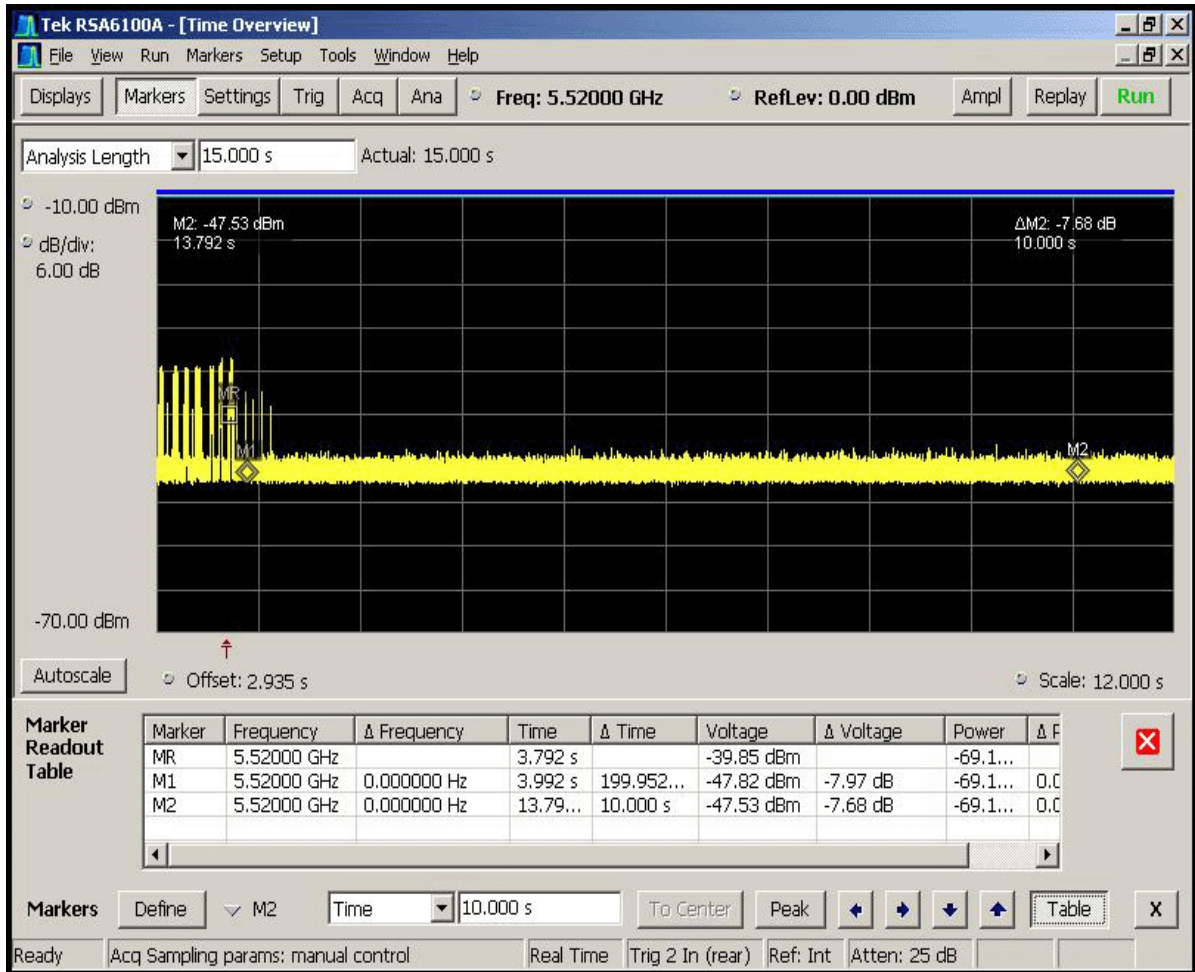 Tek RSA6100A - [Time Overview]
File View Run Markers Setup Tools Window Help
Displays Markers Settings Trig Acq Ana Freq: 5.52000 GHz RefLev: 0.00 dBm Ampl Replay Run
Analysis Length 15.000 s Actual: 15.000 s
-10.00 dBm
dB/div:
6.00 dB
M2: -47.53 dBm
13.792 s
ΔM2: -7.68 dB
10.000 s
MR
M1
M2
-70.00 dBm
Autoscale Offset: 2.935 s Scale: 12.000 s
Marker Readout Table
Marker Frequency Δ Frequency Time Δ Time Voltage Δ Voltage Power
MR 5.52000 GHz 3.792 s -39.85 dBm -69.1...
M1 5.52000 GHz 0.000000 Hz 3.992 s 199.952... -47.82 dBm -7.97 dB -69.1...
M2 5.52000 GHz 0.000000 Hz 13.79... 10.000 s -47.53 dBm -7.68 dB -69.1...
Markers Define M2 Time 10.000 s To Center Peak Table X
Ready Acq Sampling params: manual control Real Time Trig 2 In (rear) Ref: Int Atten: 25 dB